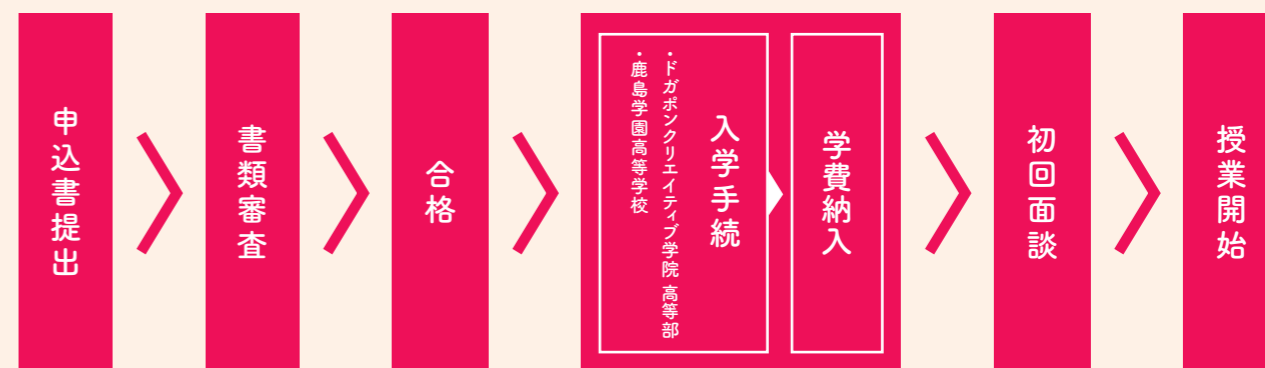 申込書提出
書類審査
合格
入学手続
・ドガポンクリエイティブ学院 高等部
・鹿島学園高等学校
学費納入
初回面談
授業開始